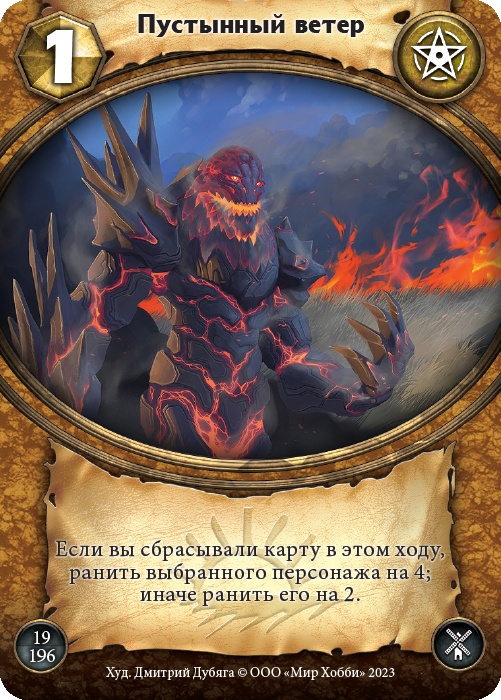 Пустынный ветер
1
Если вы сбрасывали карту в этом ходу,
ранить выбранного персонажа на 4;
иначе ранить его на 2.
19
196
Худ. Дмитрий Дубяга © ООО «Мир Хобби» 2023